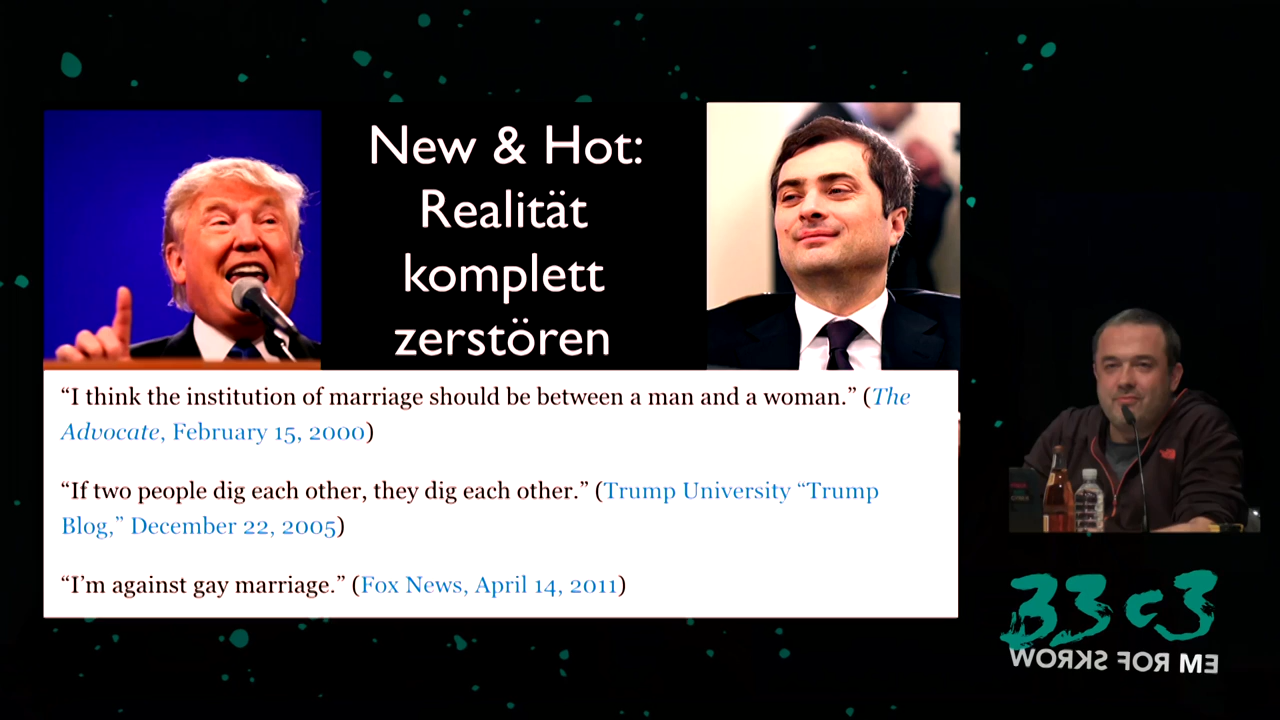 New & Hot:
Realität
komplett
zerstören
“I think the institution of marriage should be between a man and a woman.” (The
Advocate, February 15, 2000)
“If two people dig each other, they dig each other.” (Trump University “Trump
Blog,” December 22, 2005)
“I’m against gay marriage.” (Fox News, April 14, 2011)
33c3
WORKS FOR ME